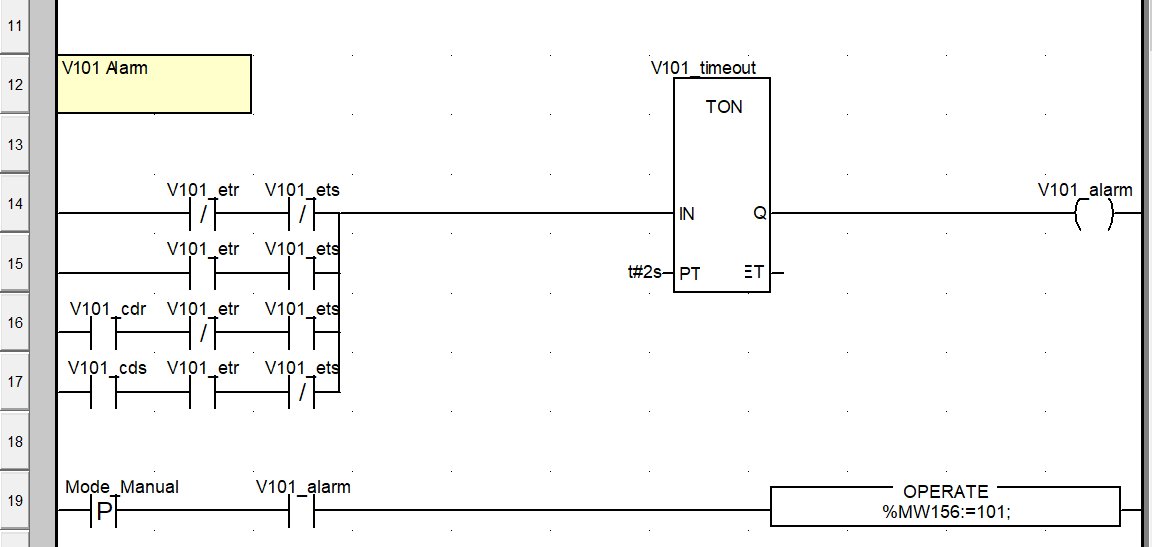 11
12
V101 Alarm
V101_timeout
TON
13
14
V101_etr V101_ets
IN Q
V101_alarm
15
V101_etr V101_ets
t#2s PT ET
16
V101_cdr V101_etr V101_ets
17
V101_cds V101_etr V101_ets
18
19
Mode_Manual V101_alarm
P
OPERATE
%MW156:=101;